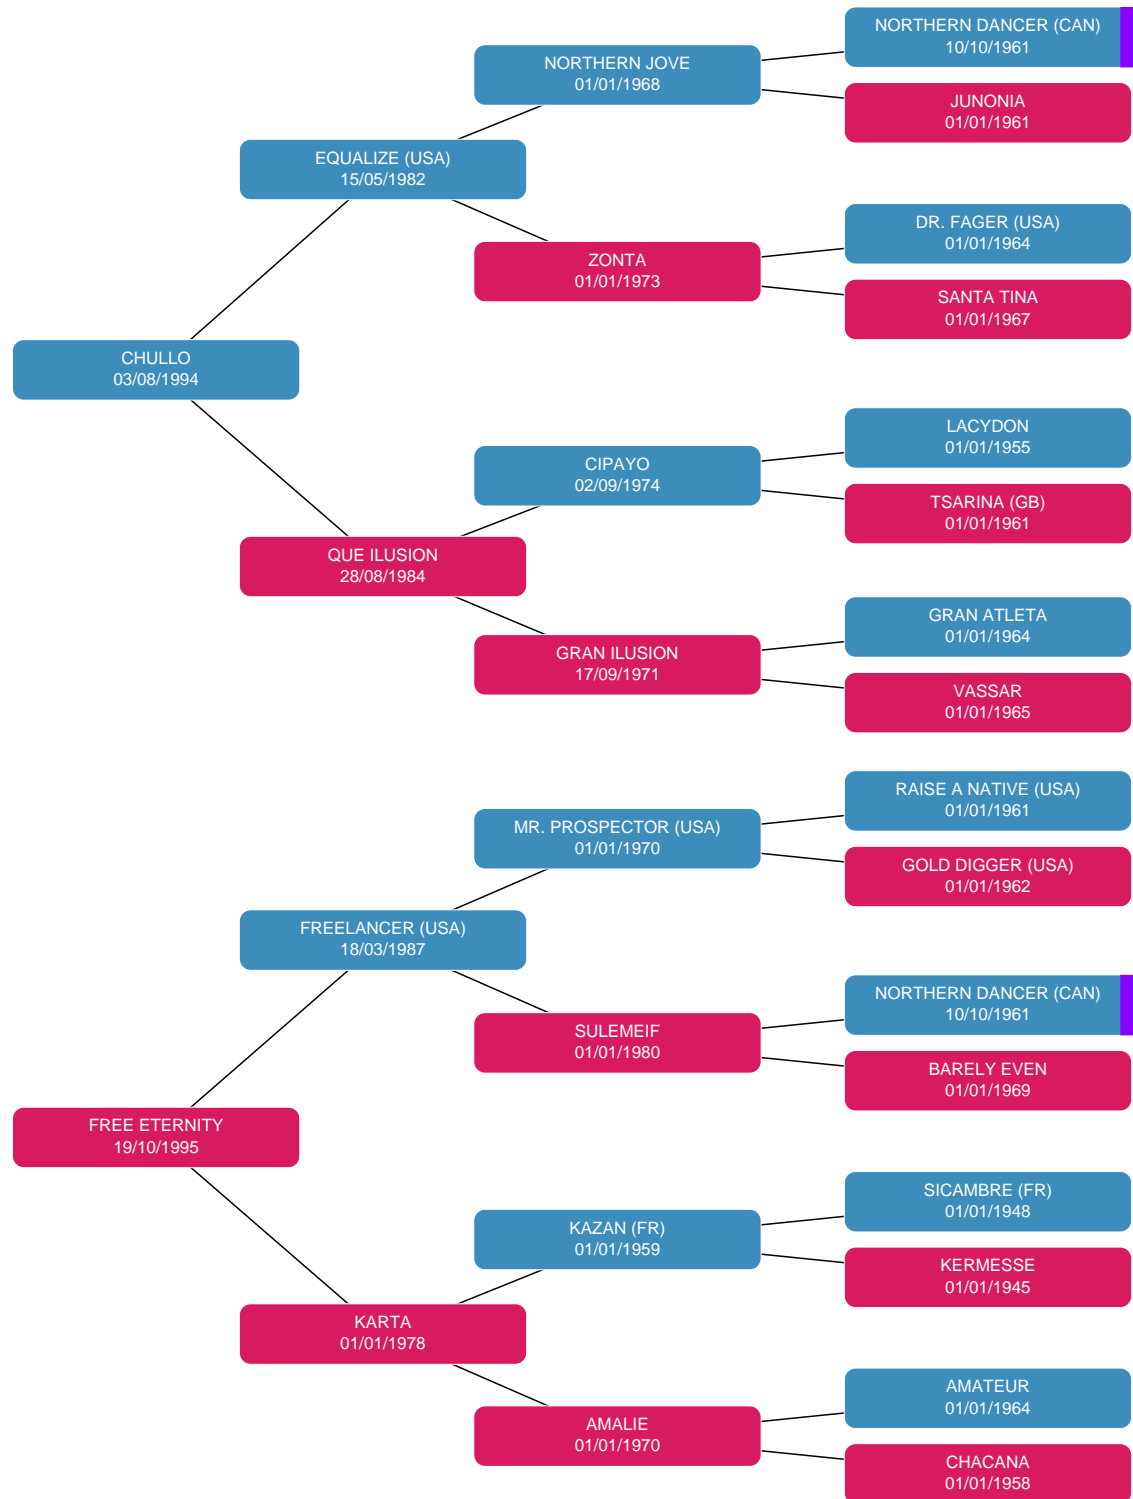 NORTHERN DANCER (CAN)
10/10/1961
NORTHERN JOVE
01/01/1968
JUNONIA
01/01/1961
EQUALIZE (USA)
15/05/1982
DR. FAGER (USA)
01/01/1964
ZONTA
01/01/1973
SANTA TINA
01/01/1967
CHULLO
03/08/1994
LACYDON
01/01/1955
CIPAYO
02/09/1974
TSARINA (GB)
01/01/1961
QUE ILUSION
28/08/1984
GRAN ATLETA
01/01/1964
GRAN ILUSION
17/09/1971
VASSAR
01/01/1965
RAISE A NATIVE (USA)
01/01/1961
MR. PROSPECTOR (USA)
01/01/1970
GOLD DIGGER (USA)
01/01/1962
FREELANCER (USA)
18/03/1987
NORTHERN DANCER (CAN)
10/10/1961
SULEMEIF
01/01/1980
BARELY EVEN
01/01/1969
FREE ETERNITY
19/10/1995
SICAMBRE (FR)
01/01/1948
KAZAN (FR)
01/01/1959
KERMESSE
01/01/1945
KARTA
01/01/1978
AMATEUR
01/01/1964
AMALIE
01/01/1970
CHACANA
01/01/1958